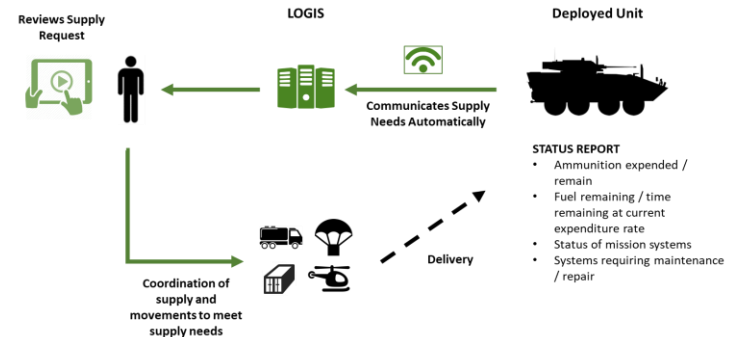 Reviews Supply
Request
LOGIS
Deployed Unit
Communicates Supply
Needs Automatically
STATUS REPORT
• Ammunition expended /
remain
• Fuel remaining / time
remaining at current
expenditure rate
• Status of mission systems
• Systems requiring maintenance
/ repair
Delivery
Coordination of
supply and
movements to meet
supply needs